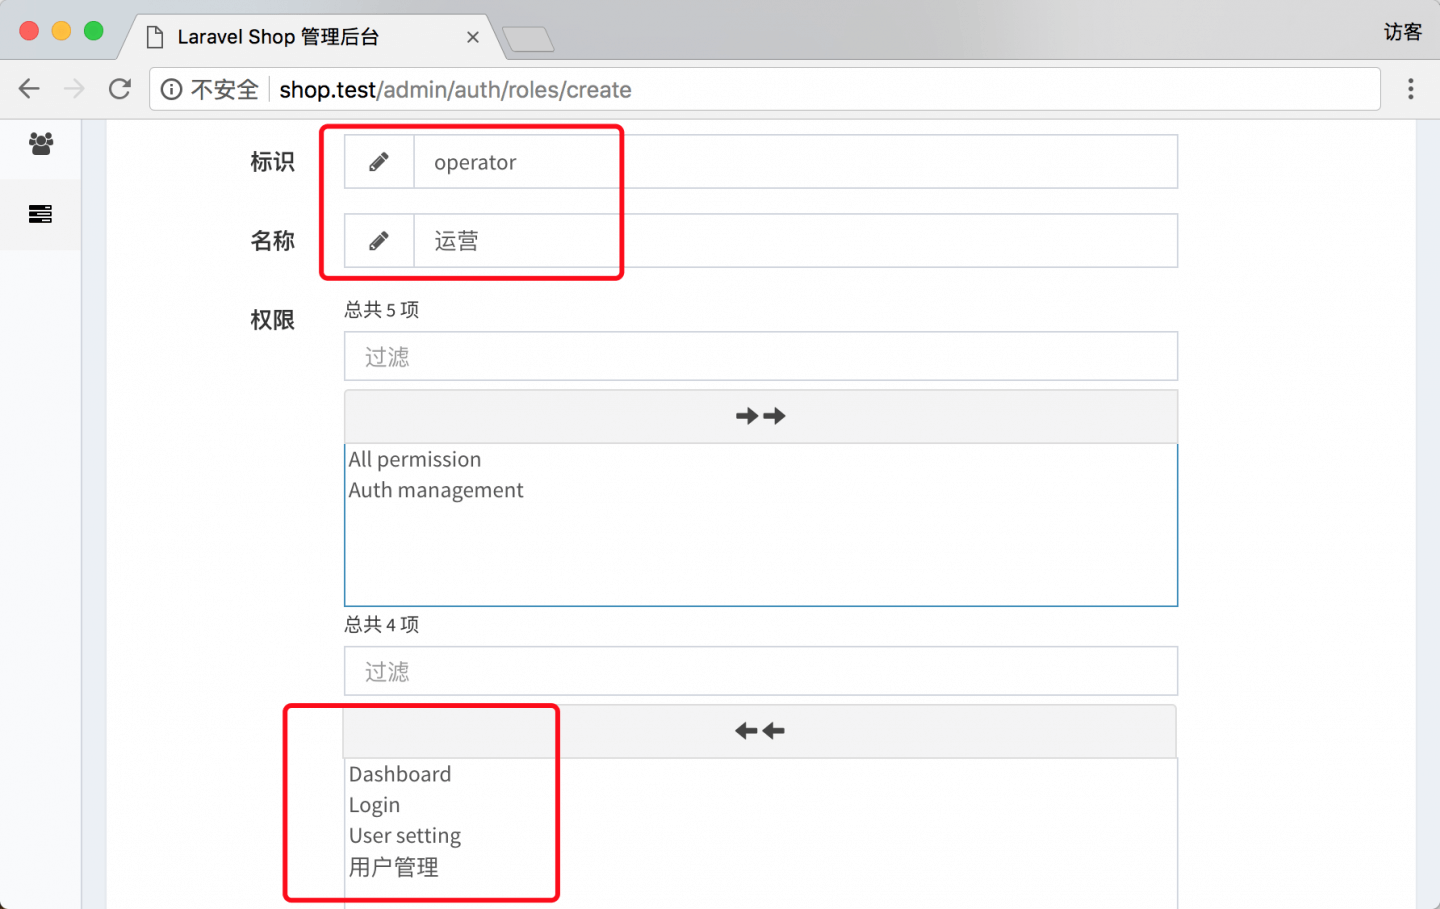 Laravel Shop 管理后台
访客
不安全
shop.test/admin/auth/roles/create
标识
operator
名称
运营
权限
总共 5 项
过滤
All permission
Auth management
总共 4 项
过滤
Dashboard
Login
User setting
用户管理